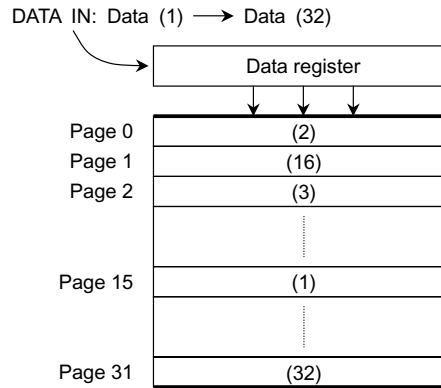 DATA IN: Data (1) ⟶ Data (32)
Data register
Page 0 (2)
Page 1 (16)
Page 2 (3)
Page 15 (1)
Page 31 (32)